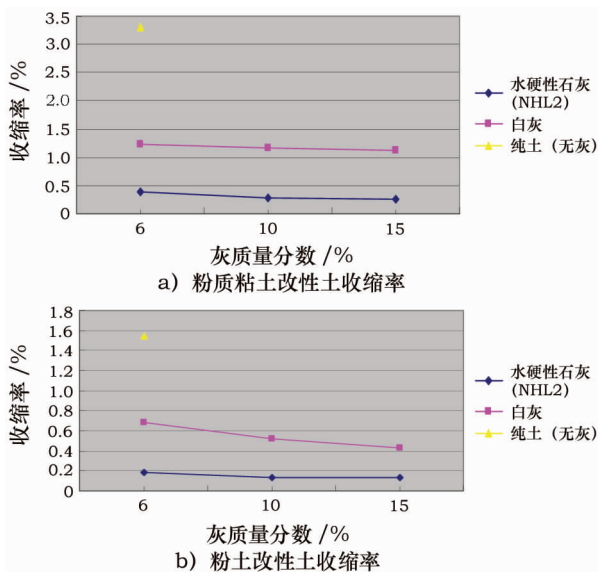 3.5
3.0
2.5
2.0
1.5
1.0
0.5
0
收缩率 /%
6 10 15
灰质量分数 /%
水硬性石灰
(NHL2)
白灰
纯土（无灰）
a）粉质粘土改性土收缩率
1.8
1.6
1.4
1.2
1.0
0.8
0.6
0.4
0.2
0
收缩率 /%
6 10 15
灰质量分数 /%
水硬性石灰
(NHL2)
白灰
纯土（无灰）
b）粉土改性土收缩率